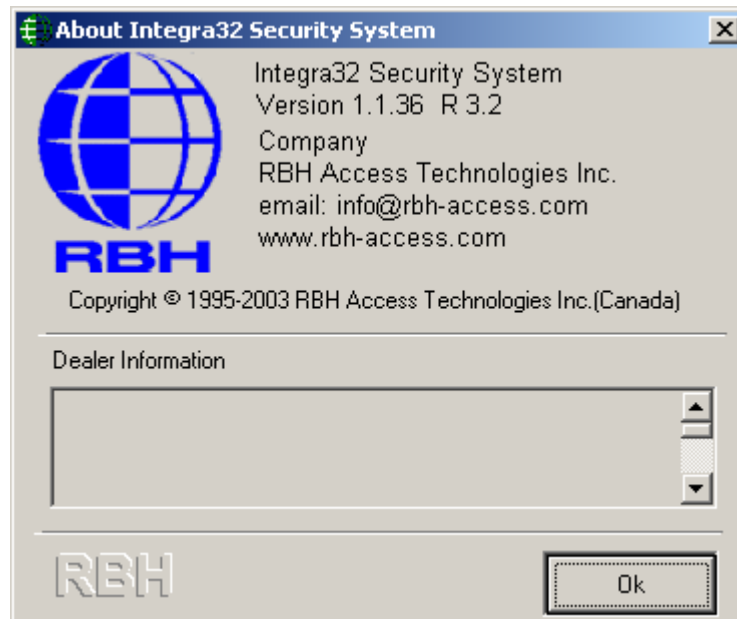 About Integra32 Security System
Integra32 Security System
Version 1.1.36 R 3.2
Company
RBH Access Technologies Inc.
email: info@rbh-access.com
www.rbh-access.com
RBH
Copyright © 1995-2003 RBH Access Technologies Inc.(Canada)
Dealer Information
RBH
Ok